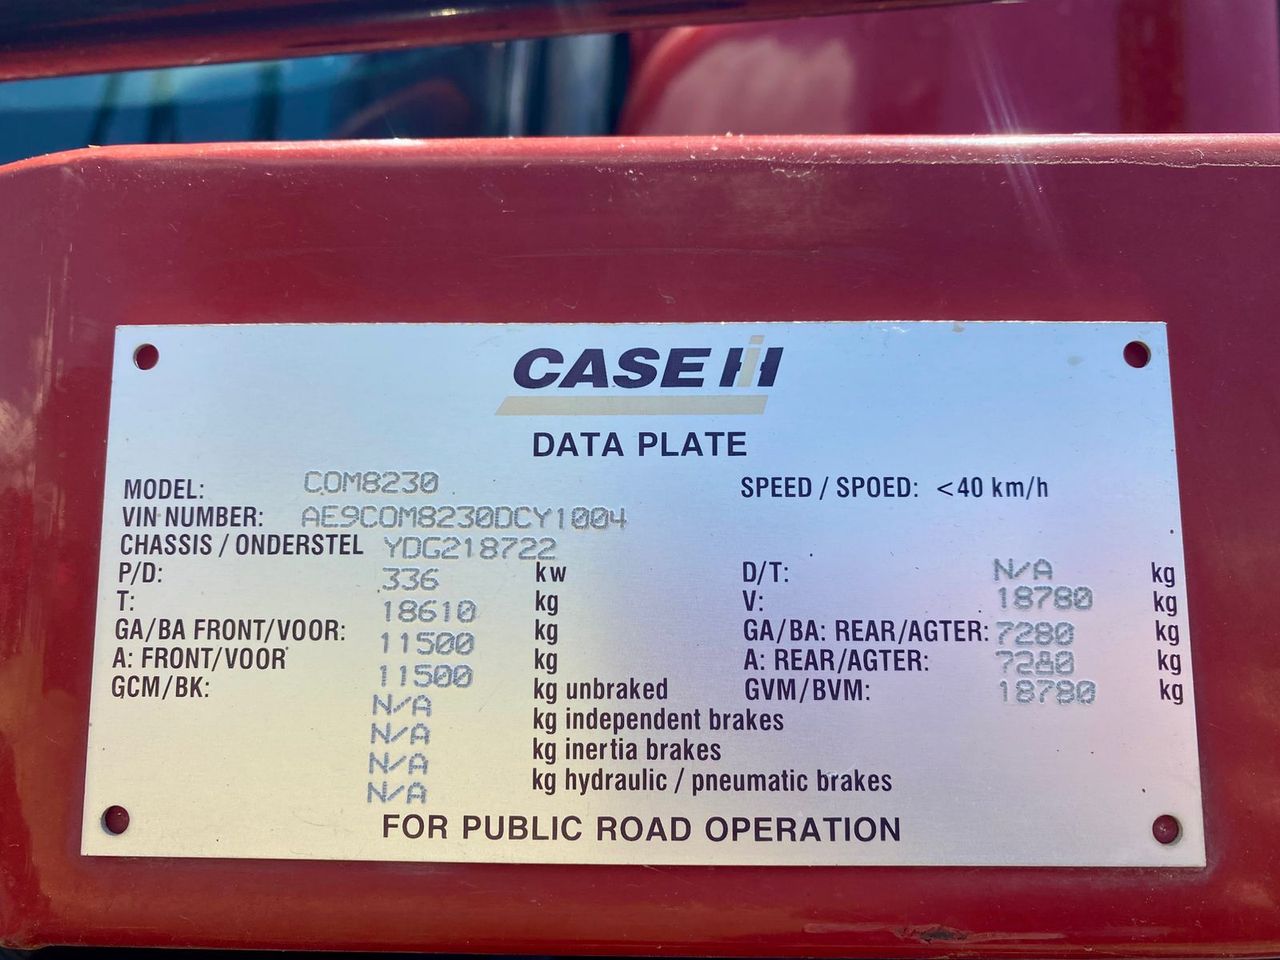 CASE IH
DATA PLATE
MODEL: COM8230 SPEED / SPOED: <40 km/h
VIN NUMBER: AE9COM8230DCY1004
CHASSIS / ONDERSTEL YDG218722
P/D: 336 kw D/T: N/A kg
T: 18610 kg V: 18780 kg
GA/BA FRONT/VOOR: 11500 kg GA/BA: REAR/AGTER: 7280 kg
A: FRONT/VOOR 11500 kg A: REAR/AGTER: 7280 kg
GCM/BK: N/A kg unbraked GVM/BVM: 18780 kg
N/A kg independent brakes
N/A kg inertia brakes
N/A kg hydraulic / pneumatic brakes
FOR PUBLIC ROAD OPERATION